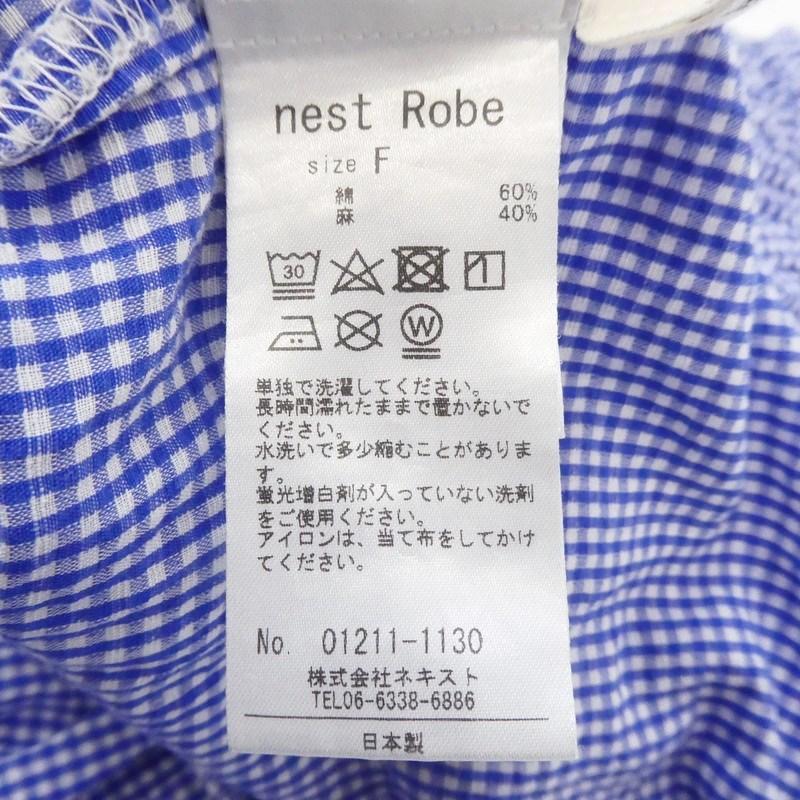 nest Robe
size F
綿 60%
麻 40%
30
W
単独で洗濯してください。
長時間濡れたままで置かないで
ください。
水洗いで多少縮むことがありま
す。
蛍光増白剤が入っていない洗剤
をご使用ください。
アイロンは、当て布をしてかけ
てください。
No. 01211-1130
株式会社ネキスト
TEL06-6338-6886
日本製